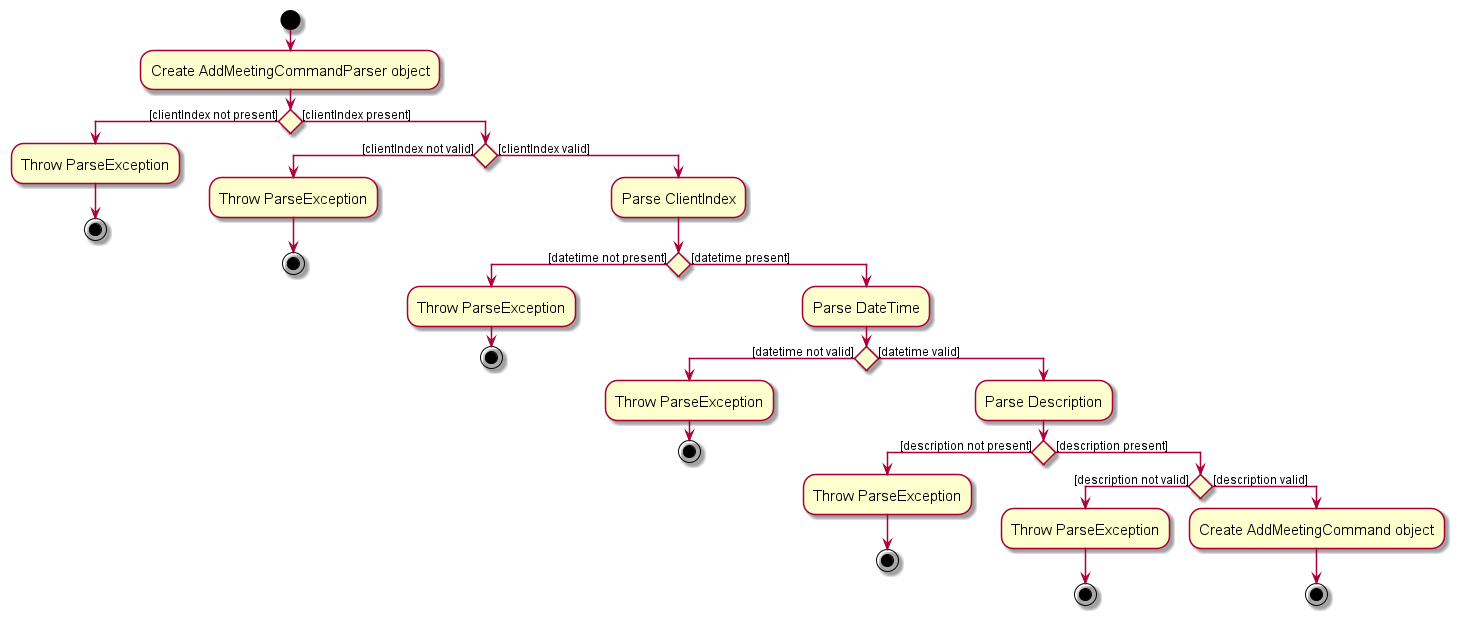 Create AddMeetingCommandParser object
[clientIndex not present]
[clientIndex present]
Throw ParseException
[clientIndex not valid]
[clientIndex valid]
Throw ParseException
Parse ClientIndex
[datetime not present]
[datetime present]
Throw ParseException
Parse DateTime
[datetime not valid]
[datetime valid]
Throw ParseException
Parse Description
[description not present]
[description present]
Throw ParseException
[description not valid]
[description valid]
Throw ParseException
Create AddMeetingCommand object